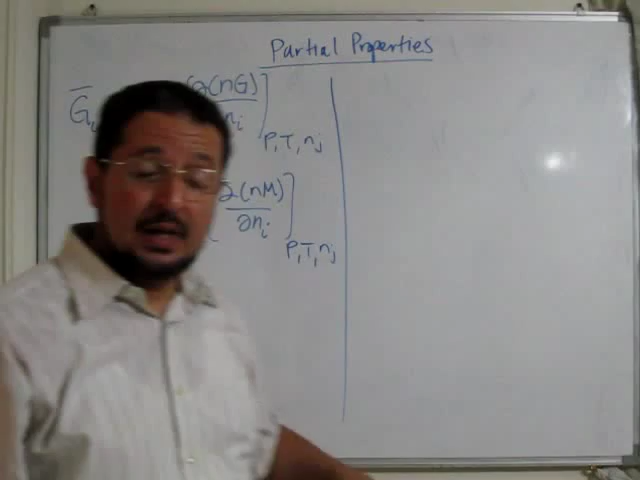 Partial Properties
G̅ᵢ ∂(nG)
nᵢ ]P,T,nⱼ
∂(nM)
∂nᵢ ]P,T,nⱼ